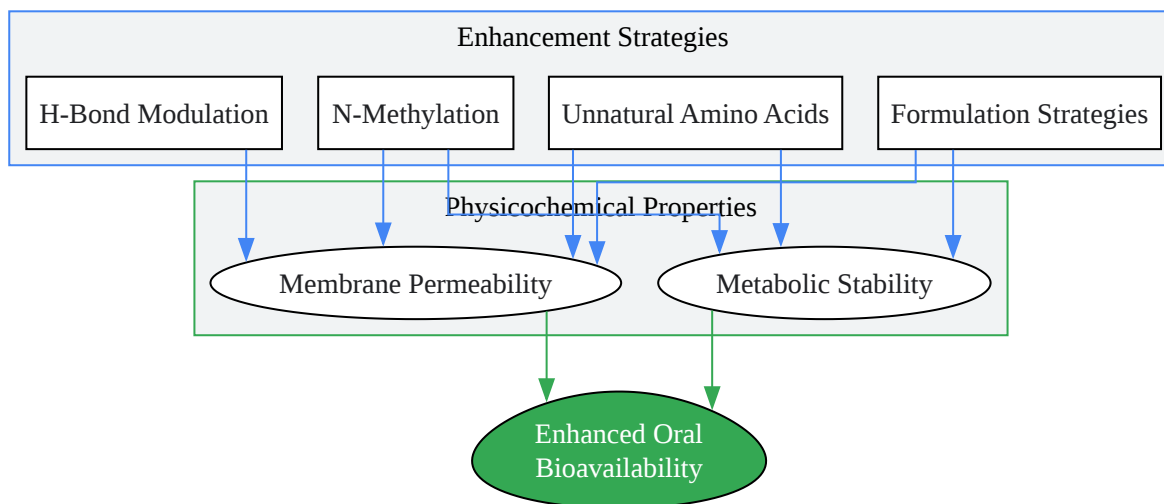 Enhancement Strategies
H-Bond Modulation
N-Methylation
Unnatural Amino Acids
Formulation Strategies
Physicochemical Properties
Membrane Permeability
Metabolic Stability
Enhanced Oral
Bioavailability